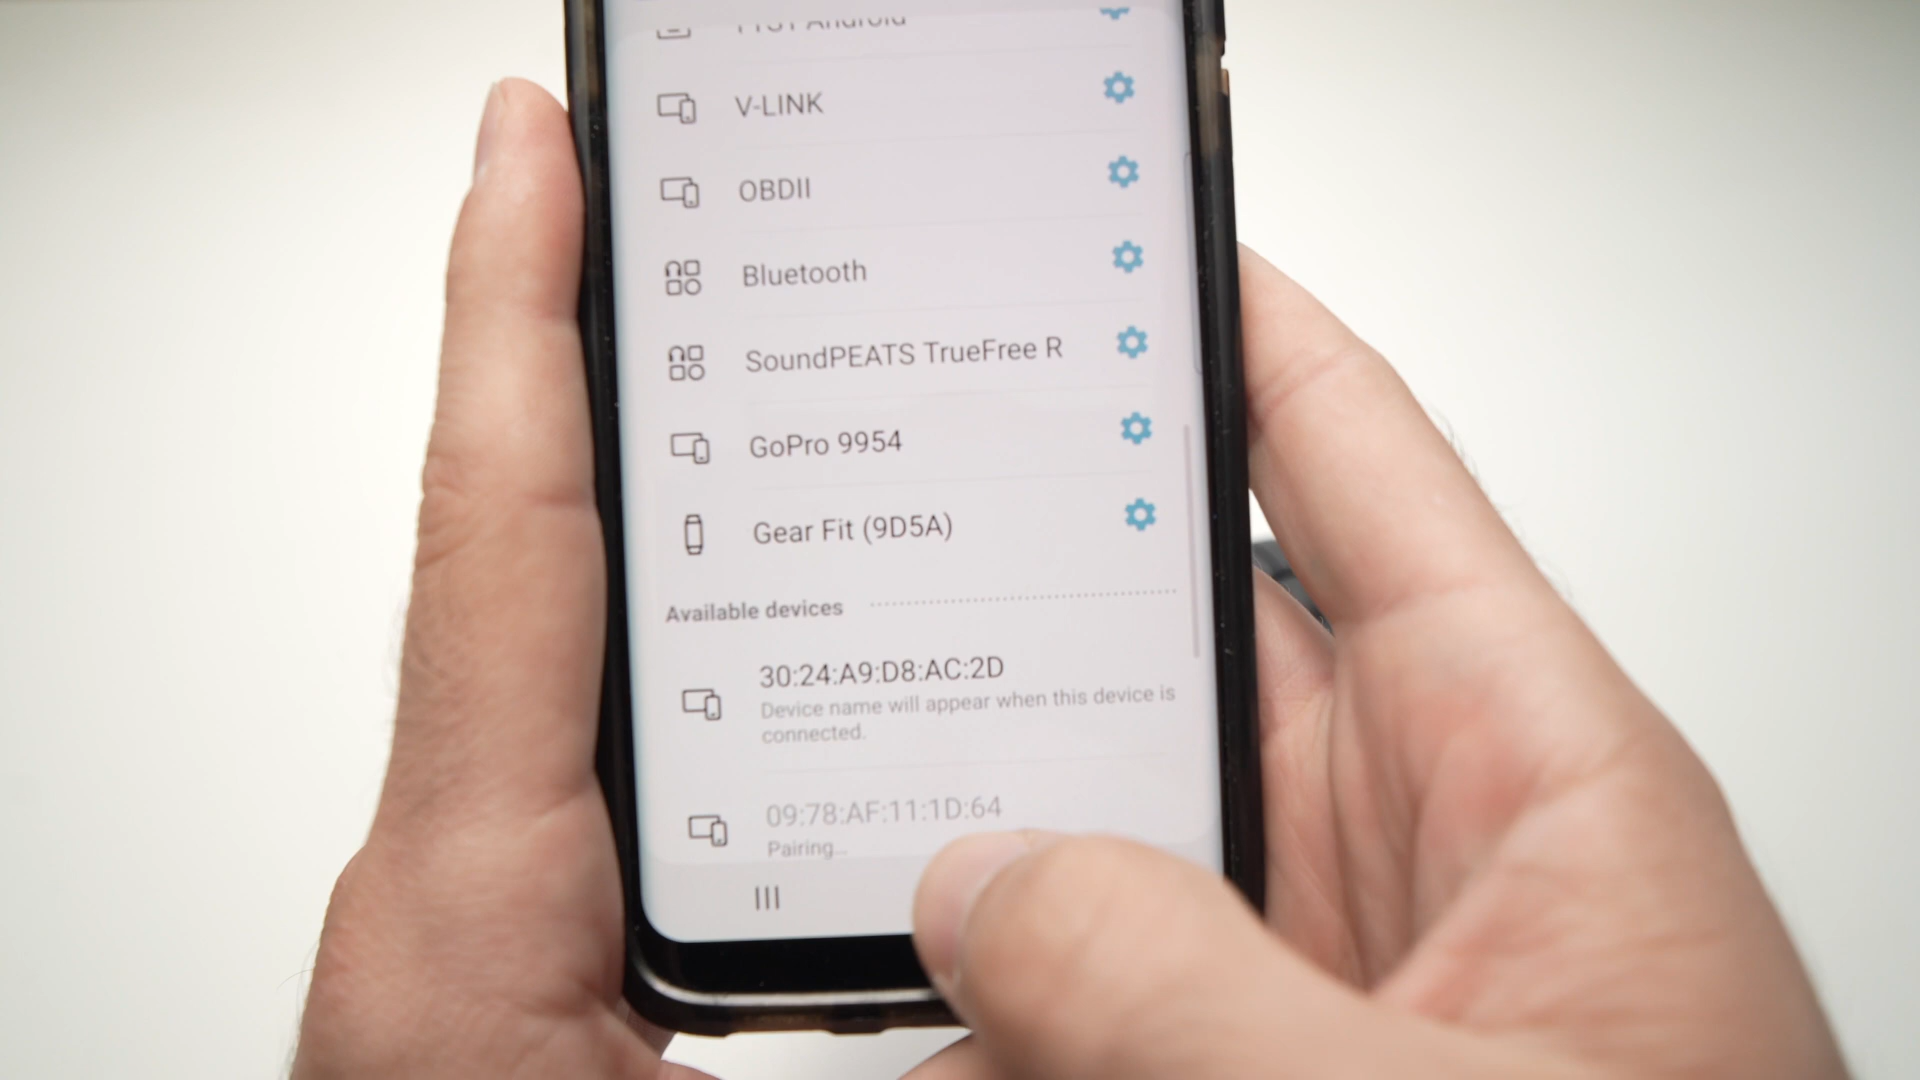 Android
V-LINK
OBDII
Bluetooth
SoundPEATS TrueFree R
GoPro 9954
Gear Fit (9D5A)
Available devices
30:24:A9:D8:AC:2D
Device name will appear when this device is
connected.
09:78:AF:11:1D:64
Pairing...